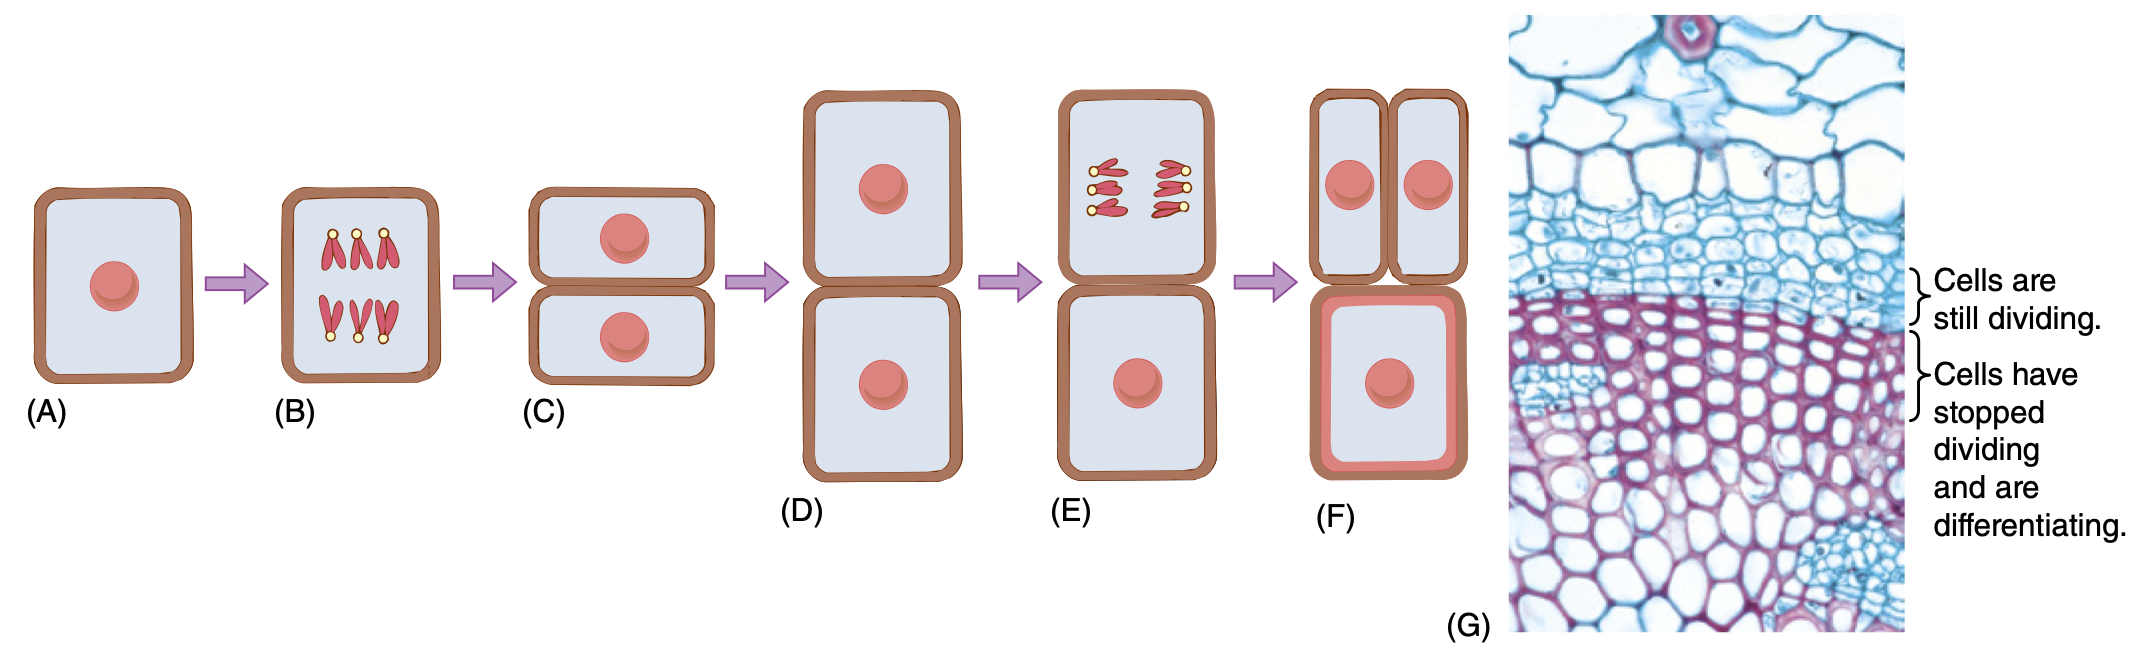 (A)
(B)
(C)
(D)
(E)
(F)
(G)
Cells are
still dividing.
Cells have
stopped
dividing
and are
differentiating.